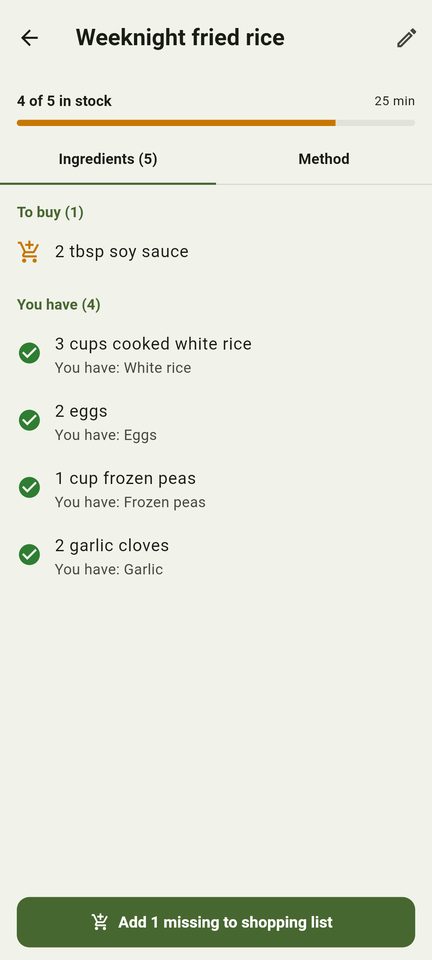 Weeknight fried rice
4 of 5 in stock
25 min
Ingredients (5)
Method
To buy (1)
2 tbsp soy sauce
You have (4)
3 cups cooked white rice
You have: White rice
2 eggs
You have: Eggs
1 cup frozen peas
You have: Frozen peas
2 garlic cloves
You have: Garlic
Add 1 missing to shopping list